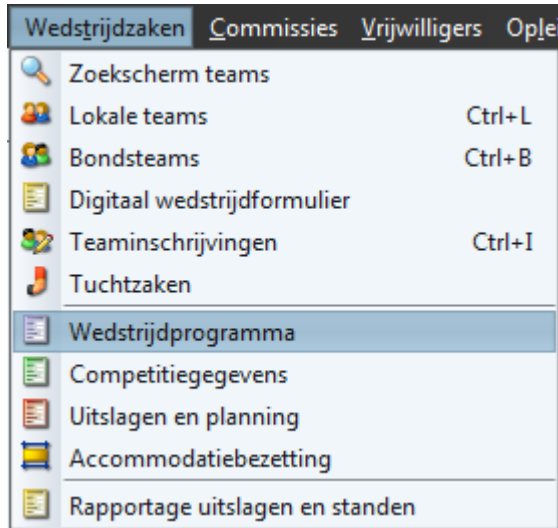 Wedstrijdzaken Commissies Vrijwilligers Oplei
Zoekscherm teams
Lokale teams Ctrl+L
Bondsteams Ctrl+B
Digitaal wedstrijdformulier
Teaminschrijvingen Ctrl+I
Tuchtzaken
Wedstrijdprogramma
Competitiegegevens
Uitslagen en planning
Accommodatiebezetting
Rapportage uitslagen en standen